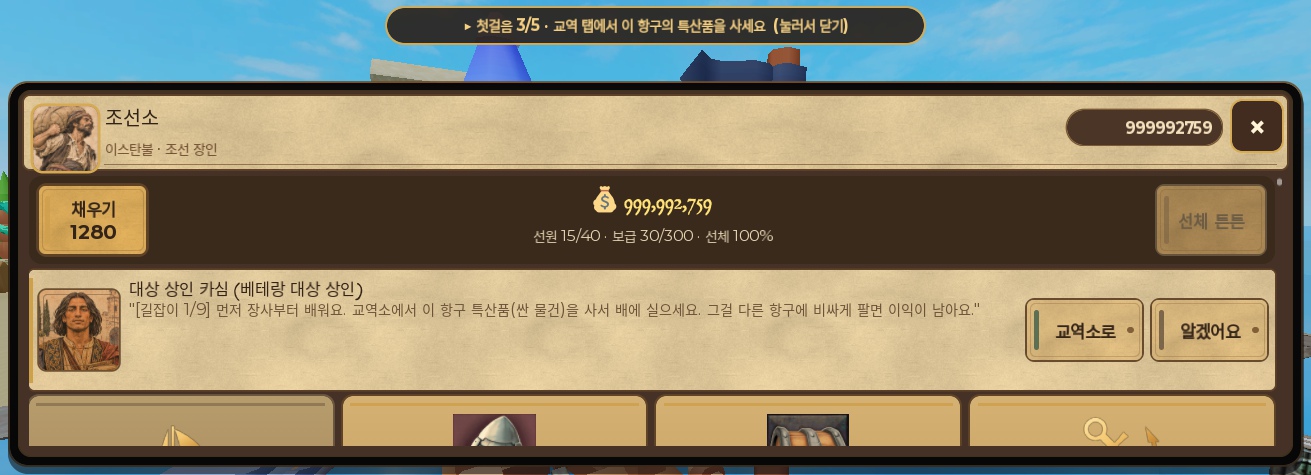 ▸ 첫걸음 3/5 · 교역 탭에서 이 항구의 특산품을 사세요 (눌러서 닫기)
조선소
999992759
×
이스탄불 · 조선 장인
채우기
1280
999,992,759
선원 15/40 · 보급 30/300 · 선체 100%
선체 튼튼
대상 상인 카심 (베테랑 대상 상인)
"[길잡이 1/9] 먼저 장사부터 배워요. 교역소에서 이 항구 특산품(싼 물건)을 사서 배에 실으세요. 그걸 다른 항구에 비싸게 팔면 이익이 남아요."
교역소로
알겠어요